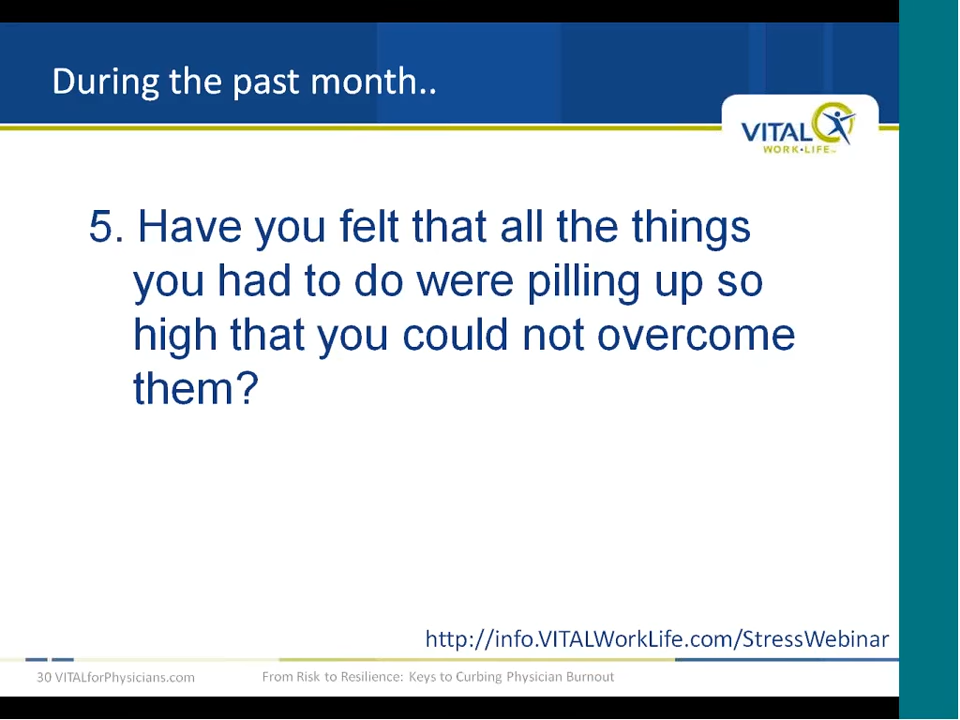 During the past month..
VITAL
WORK•LIFE
5. Have you felt that all the things
you had to do were pilling up so
high that you could not overcome
them?
http://info.VITALWorkLife.com/StressWebinar
30 VITALforPhysicians.com
From Risk to Resilience: Keys to Curbing Physician Burnout